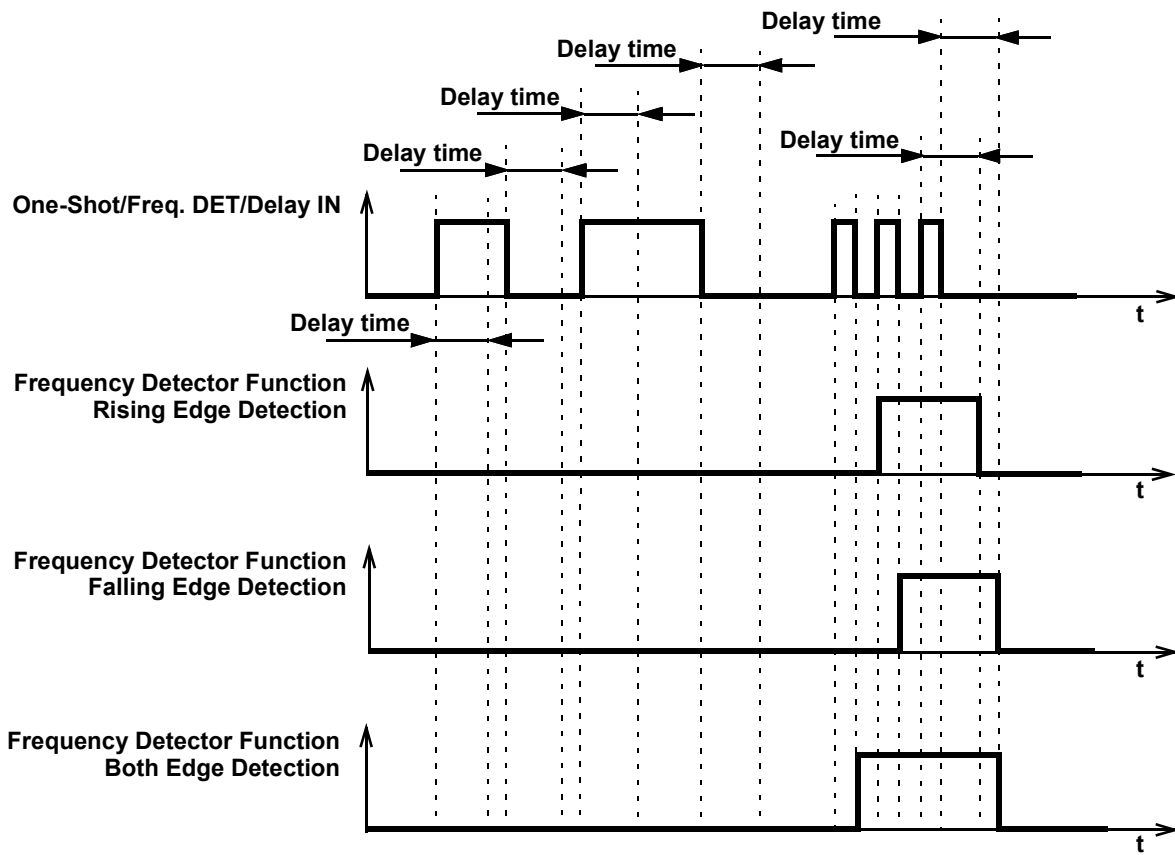 Delay time
Delay time
Delay time
Delay time
Delay time
One-Shot/Freq. DET/Delay IN
t
Delay time
Frequency Detector Function
Rising Edge Detection
t
Frequency Detector Function
Falling Edge Detection
t
Frequency Detector Function
Both Edge Detection
t